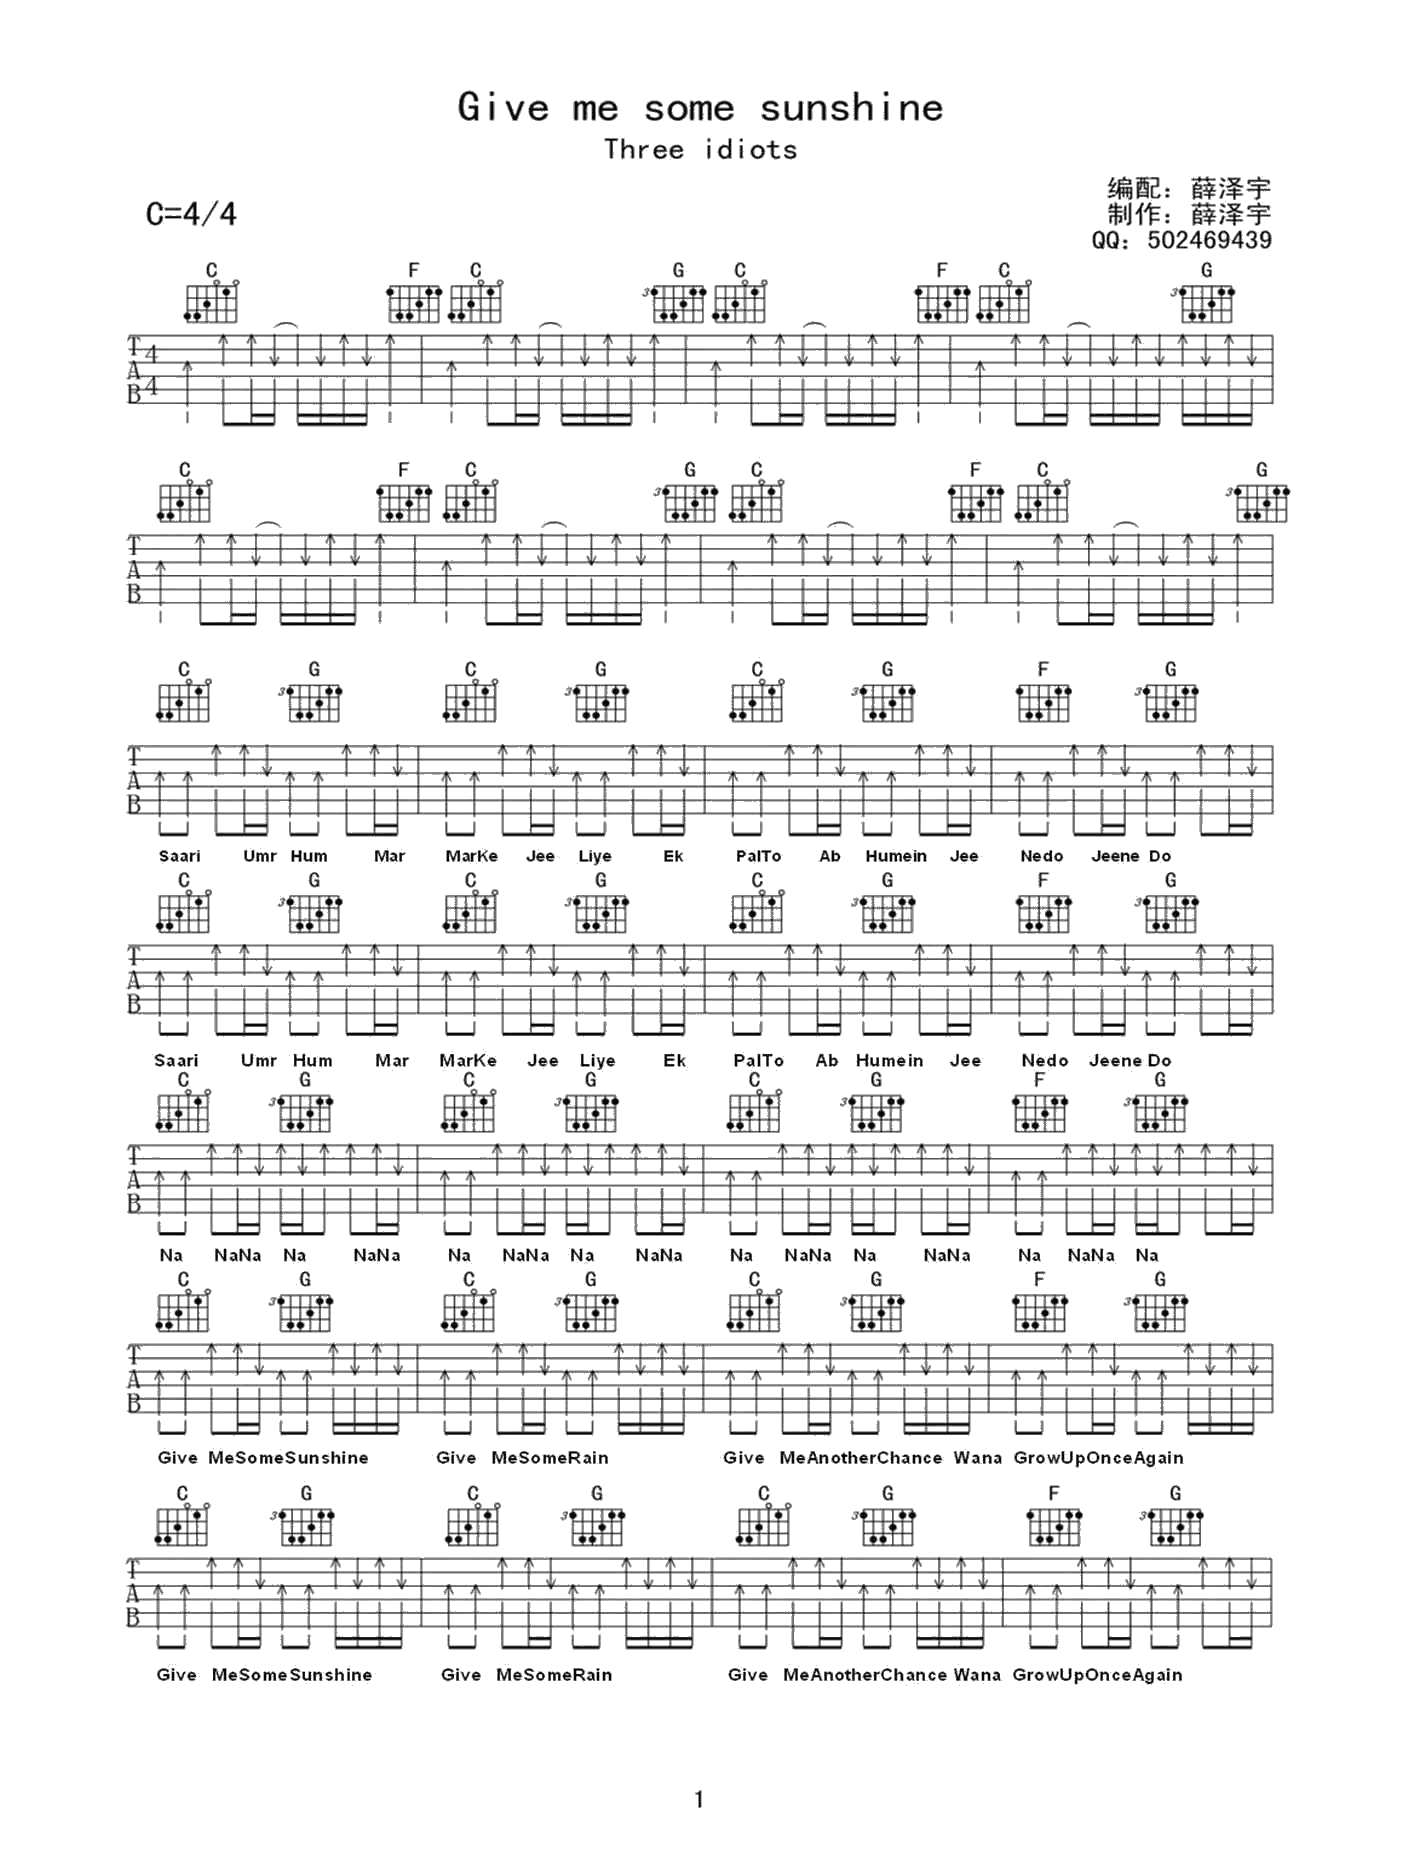 Give me some sunshine
Three idiots
编配：薛泽宇
C=4/4
制作：薛泽宇
QQ：502469439
C F C G C F C G
T A B 4 4
C F C G C F C G
T A B
C G C G C G F G
T A B
Saari Umr Hum Mar MarKe Jee Liye Ek PalTo Ab Humein Jee Nedo Jeene Do
C G C G C G F G
T A B
Saari Umr Hum Mar MarKe Jee Liye Ek PalTo Ab Humein Jee Nedo Jeene Do
C G C G C G F G
T A B
Na NaNa Na NaNa Na NaNa Na NaNa Na NaNa Na NaNa Na NaNa Na
C G C G C G F G
T A B
Give MeSomeSunshine Give MeSomeRain Give MeAnotherChance Wana GrowUpOnceAgain
C G C G C G F G
T A B
Give MeSomeSunshine Give MeSomeRain Give MeAnotherChance Wana GrowUpOnceAgain
1